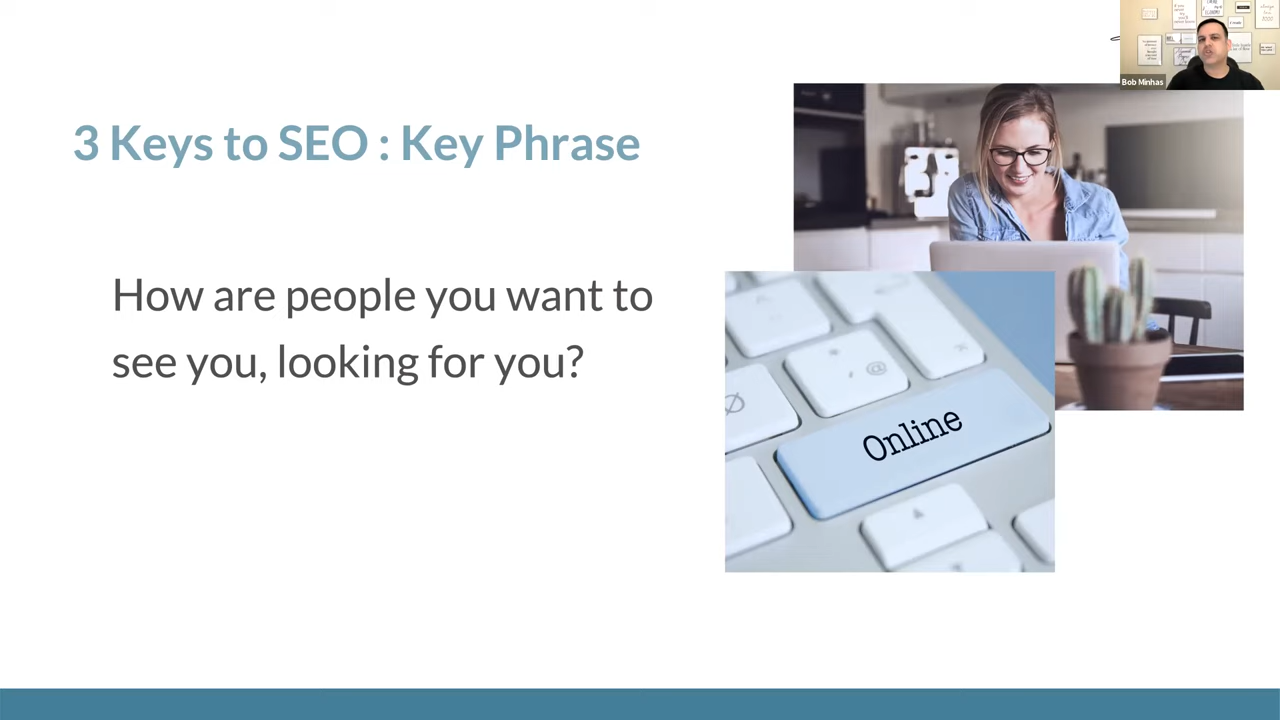 Bob Minhas
3 Keys to SEO : Key Phrase
How are people you want to
see you, looking for you?
@
Online